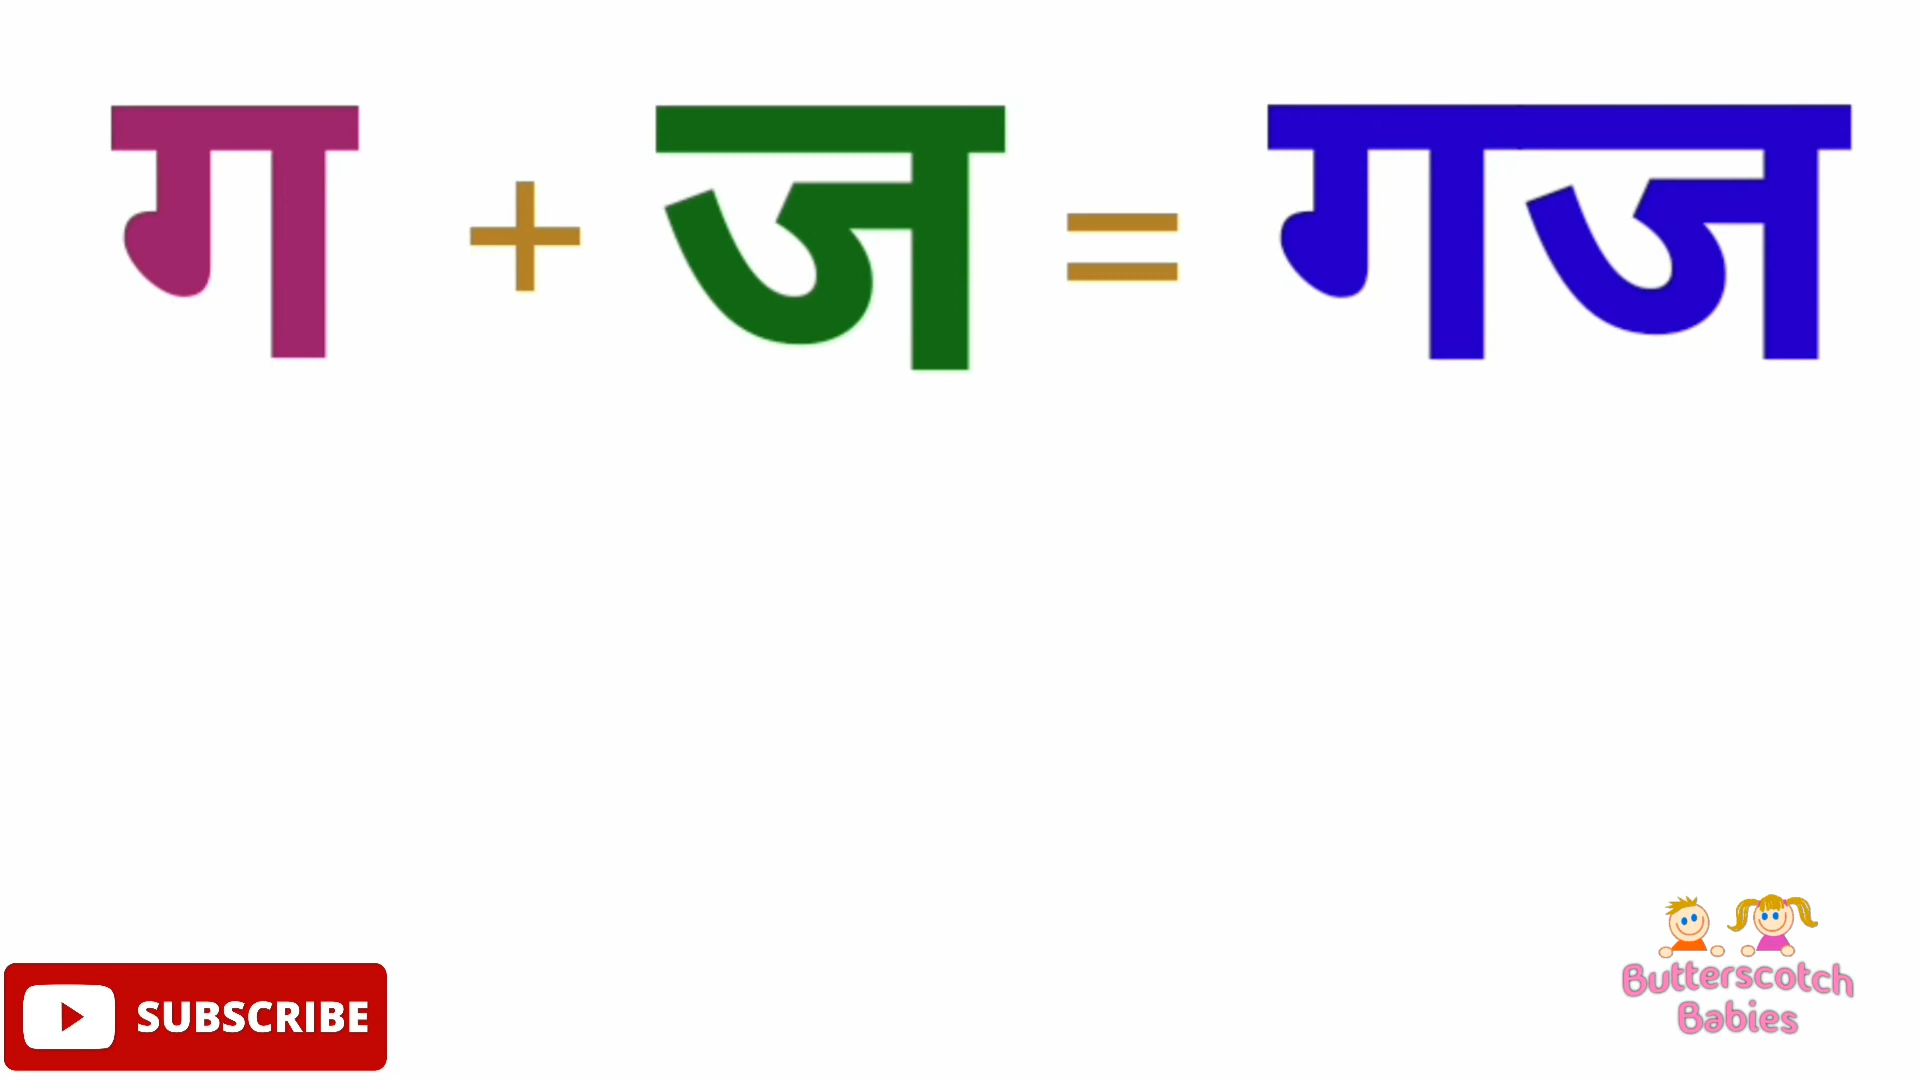 ग + ज = गज
SUBSCRIBE
Butterscotch
Babies